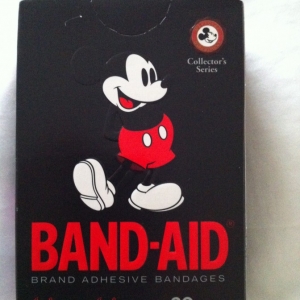 Collector's
Series
BAND-AID®
BRAND ADHESIVE BANDAGES